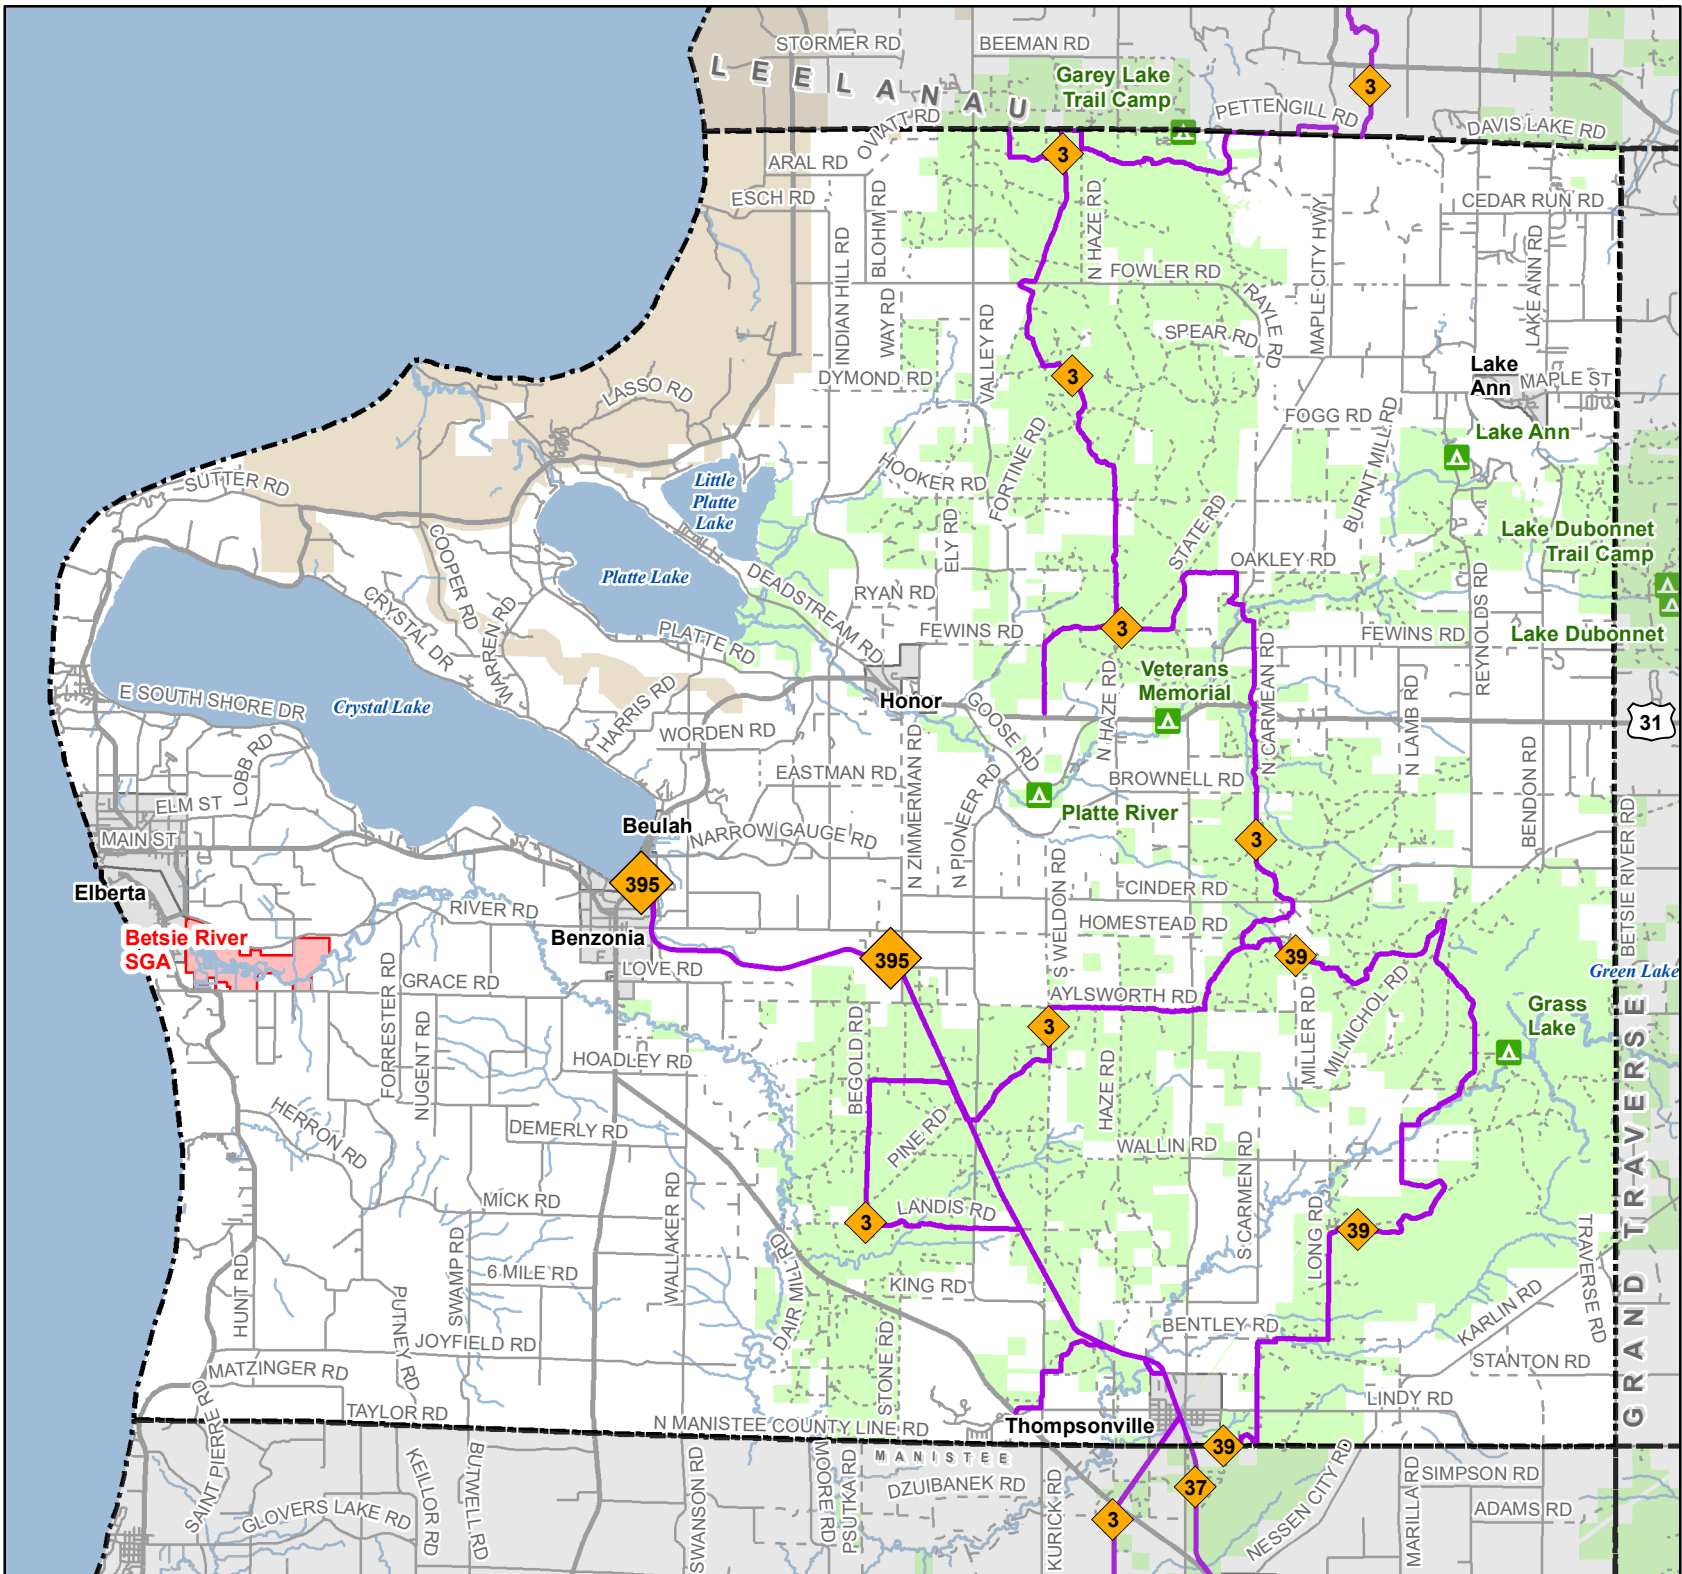 STORMER RD
BEEMAN RD
LEELANAU
Garey Lake
Trail Camp
3
PETTENGILL RD
DAVIS LAKE RD
OVIATT RD
ARAL RD
3
ESCH RD
CEDAR RUN RD
BLOHM RD
N HAZE RD
MAPLE CITY HWY
INDIAN HILL RD
LAKE ANN RD
FOWLER RD
WAY RD
VALLEY RD
RAYLE RD
SPEAR RD
LASSO RD
DYMOND RD
3
Lake
Ann
MAPLE ST
FOGG RD
BURNT MILL RD
Lake Ann
SUTTER RD
Little
Platte
Lake
HOOKER RD
FORTINE RD
ELY RD
STATE RD
Lake Dubonnet
Trail Camp
COOPER RD
Platte Lake
DEADSTREAM RD
OAKLEY RD
CRYSTAL DR
WARREN RD
RYAN RD
REYNOLDS RD
PLATTE RD
FEWINS RD
3
FEWINS RD
Lake Dubonnet
N CARMEAN RD
E SOUTH SHORE DR
Crystal Lake
HARRIS RD
Honor
Veterans
Memorial
N HAZE RD
N LAMB RD
31
GOOSE RD
WORDEN RD
LOBB RD
EASTMAN RD
N ZIMMERMAN RD
N PIONEER RD
BROWNELL RD
BENDON RD
ELM ST
Platte River
BETSIE RIVER RD
MAIN ST
Beulah
NARROW GAUGE RD
3
395
Elberta
S WELDON RD
CINDER RD
RIVER RD
HOMESTEAD RD
Betsie River
SGA
Benzonia
395
39
LOVE RD
Green Lake
GRACE RD
FORRESTER RD
AYLSWORTH RD
MILNICHOL RD
Grass
Lake
NUGENT RD
BEGOLD RD
3
MILLER RD
HOADLEY RD
HAZE RD
HERRON RD
DEMERLY RD
PINE RD
WALLIN RD
GRAND TRAVERSE
MICK RD
WALLAKER RD
LANDIS RD
3
S CARMEN RD
LONG RD
39
TRAVERSE RD
HUNT RD
SWAMP RD
6 MILE RD
DAIR MILL RD
KING RD
PUTNEY RD
JOYFIELD RD
STONE RD
BENTLEY RD
KARLIN RD
MATZINGER RD
STANTON RD
SAINT PIERRE RD
TAYLOR RD
N MANISTEE COUNTY LINE RD
Thompsonville
LINDY RD
39
MANISTEE
KEILLOR RD
BUTWELL RD
SWANSON RD
MOORE RD
PSUTKA RD
DZUIBANEK RD
KURICK RD
37
NESSEN CITY RD
MARILLA RD
SIMPSON RD
GLOVERS LAKE RD
3
ADAMS RD